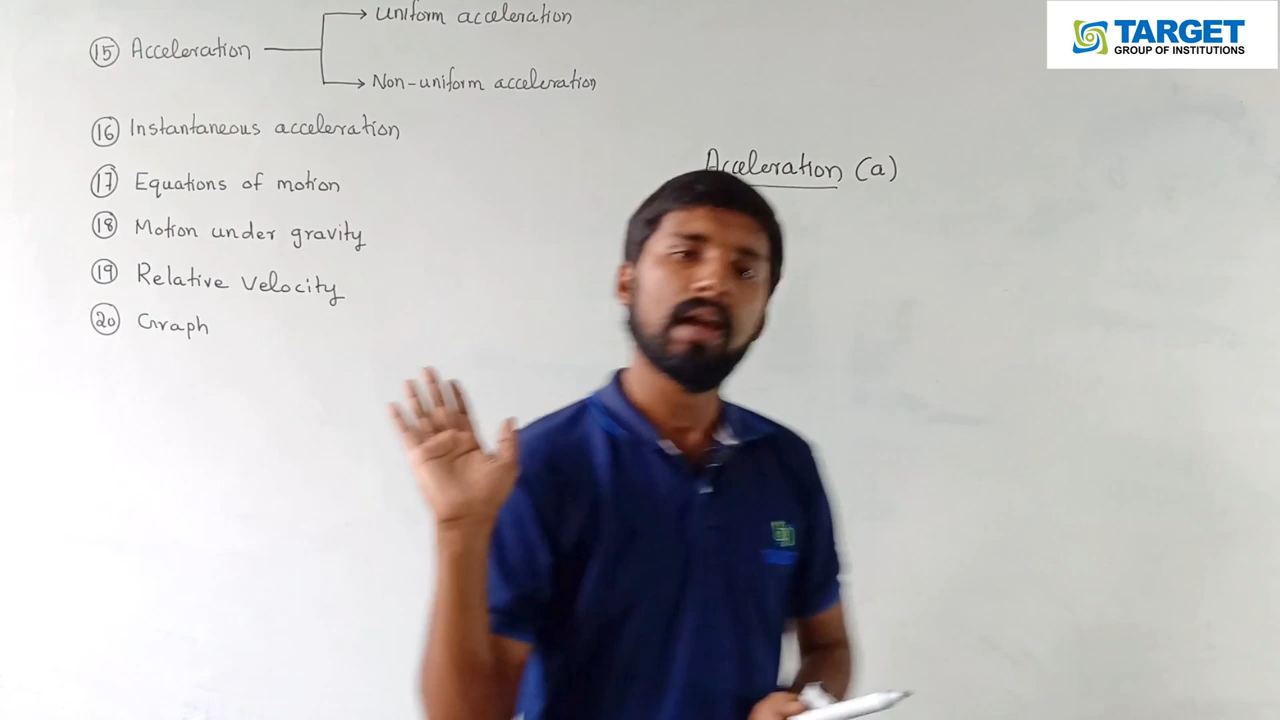 uniform acceleration
15 Acceleration
Non-uniform acceleration
16 Instantaneous acceleration
17 Equations of motion
18 Motion under gravity
19 Relative Velocity
20 Graph
Acceleration (a)
TARGET
GROUP OF INSTITUTIONS